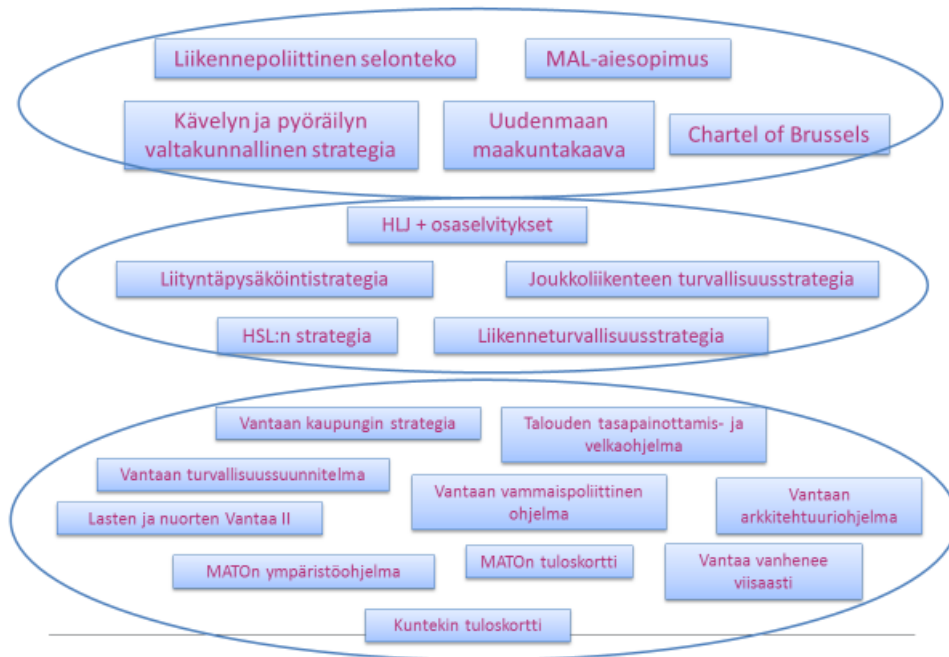 Liikennepoliittinen selonteko
MAL-aiesopimus
Kävelyn ja pyöräilyn
valtakunnallinen strategia
Uudenmaan
maakuntakaava
Chartel of Brussels
HLJ + osaselvitykset
Liityntäpysäköintistrategia
Joukkoliikenteen turvallisuusstrategia
HSL:n strategia
Liikenneturvallisuusstrategia
Vantaan kaupungin strategia
Talouden tasapainottamis- ja
velkaohjelma
Vantaan turvallisuussuunnitelma
Vantaan vammaispoliittinen
ohjelma
Vantaan
arkkitehtuuriohjelma
Lasten ja nuorten Vantaa II
MATOn ympäristöohjelma
MATOn tuloskortti
Vantaa vanhenee
viisaasti
Kuntekin tuloskortti